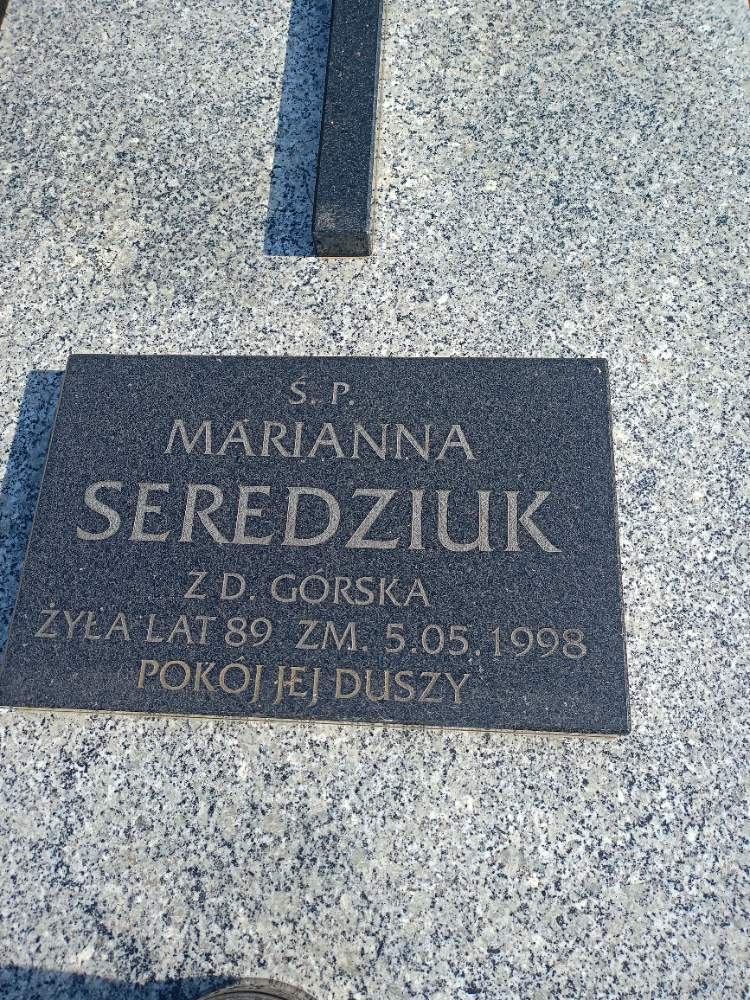 Ś. P.
MARIANNA
SEREDZIUK
Z D. GÓRSKA
ŻYŁA LAT 89 ZM. 5.05.1998
POKÓJ JEJ DUSZY